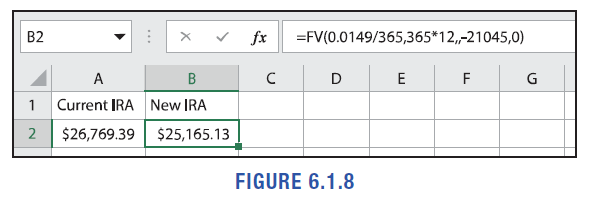 B2 fx =FV(0.0149/365,365*12,,-21045,0)
A B C D E F G
1 Current IRA New IRA
2 $26,769.39 $25,165.13
FIGURE 6.1.8